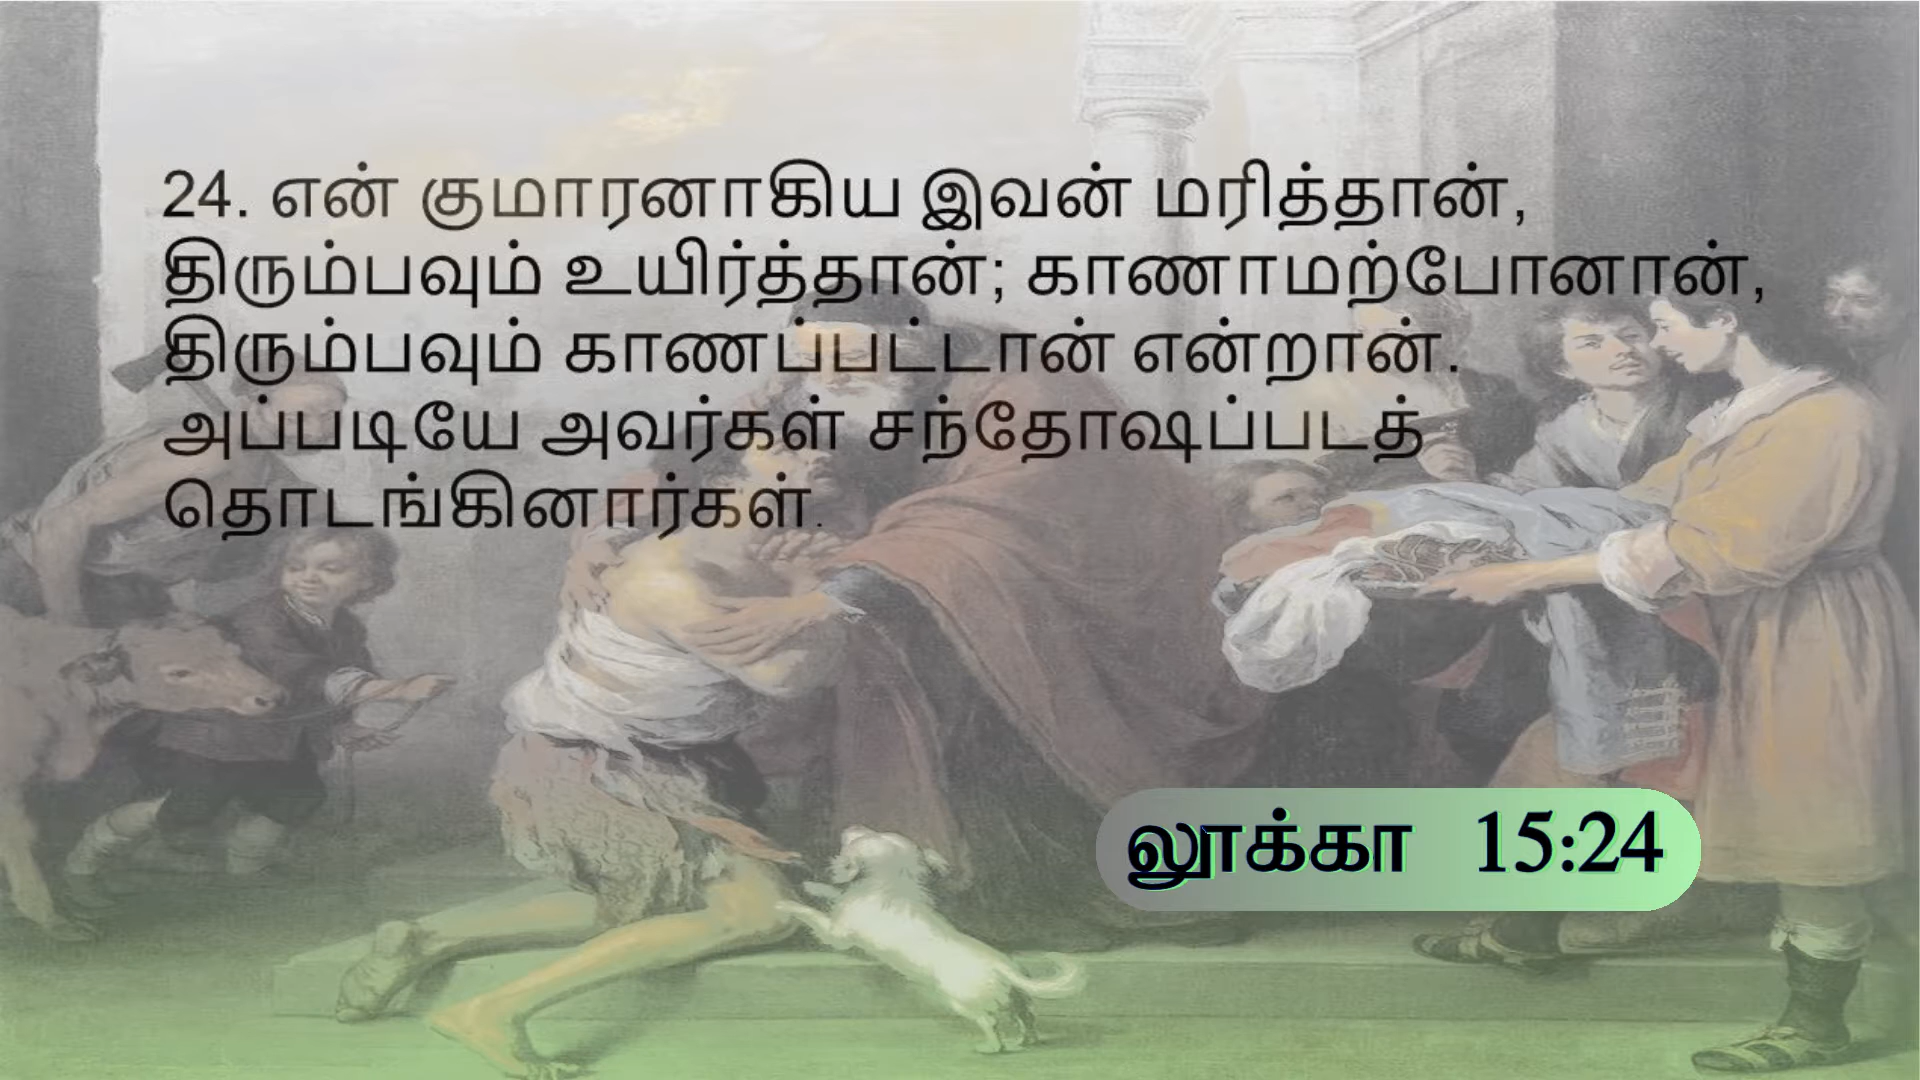 24. என் குமாரனாகிய இவன் மரித்தான்,
திரும்பவும் உயிர்த்தான்; காணாமற்போனான்,
திரும்பவும் காணப்பட்டான் என்றான்.
அப்படியே அவர்கள் சந்தோஷப்படத்
தொடங்கினார்கள்.
லூக்கா 15:24